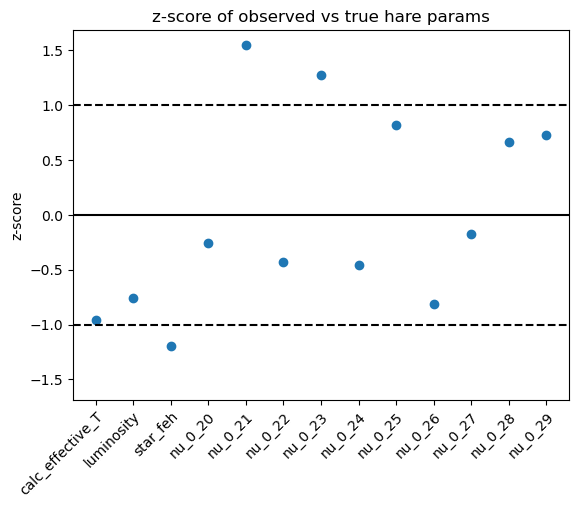 z-score of observed vs true hare params
z-score
1.5
1.0
0.5
0.0
−0.5
−1.0
−1.5
calc_effective_T
luminosity
star_feh
nu_0_20
nu_0_21
nu_0_22
nu_0_23
nu_0_24
nu_0_25
nu_0_26
nu_0_27
nu_0_28
nu_0_29